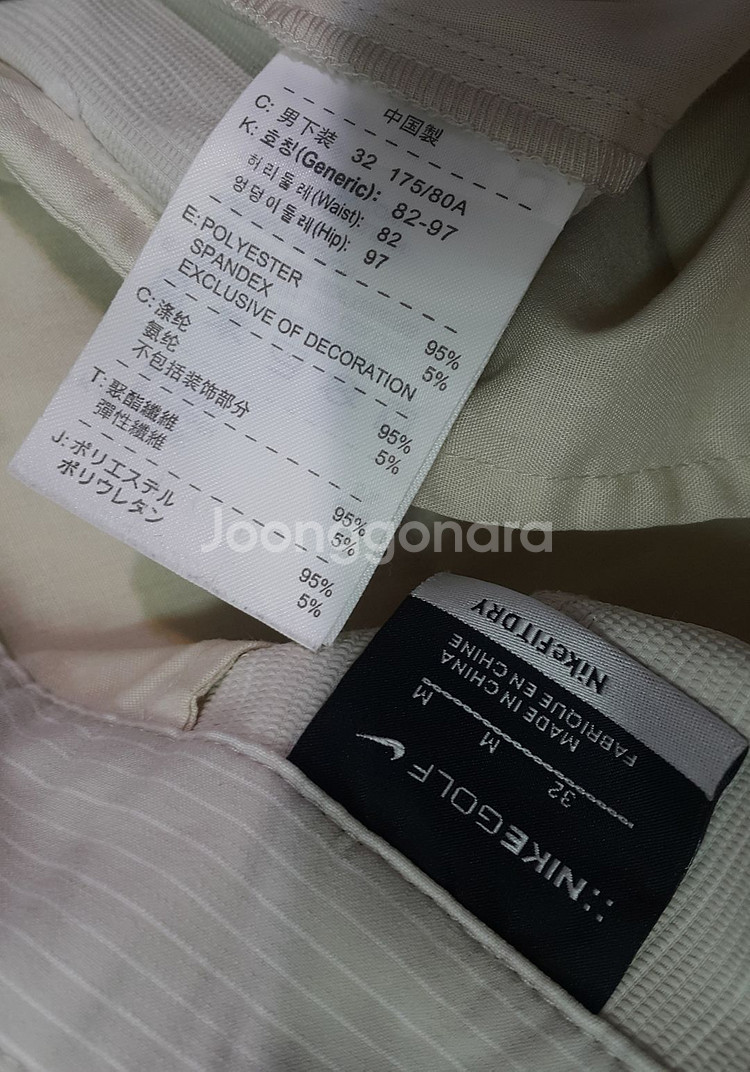 中国製
C: 男下装 32 175/80A
K: 호칭(Generic): 82-97
허리둘레(Waist): 82
엉덩이둘레(Hip): 97
E: POLYESTER 95%
SPANDEX 5%
EXCLUSIVE OF DECORATION
C: 涤纶 95%
氨纶 5%
不包括装饰部分
T: 聚酯纖維 95%
彈性纖維 5%
J: ポリエステル 95%
ポリウレタン 5%
Joonggonara
NIKEGOLF
32 M M
MADE IN CHINA
FABRIQUE EN CHINE
NikeFIT DRY